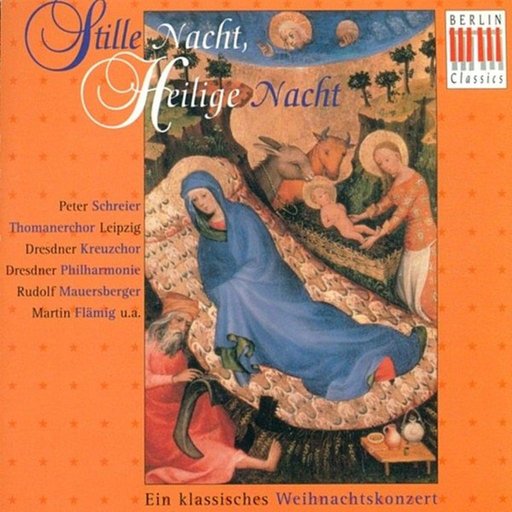 Stille Nacht,
Heilige Nacht
BERLIN
Classics
Peter Schreier
Thomanerchor Leipzig
Dresdner Kreuzchor
Dresdner Philharmonie
Rudolf Mauersberger
Martin Flämig u.a.
Ein klassisches Weihnachtskonzert